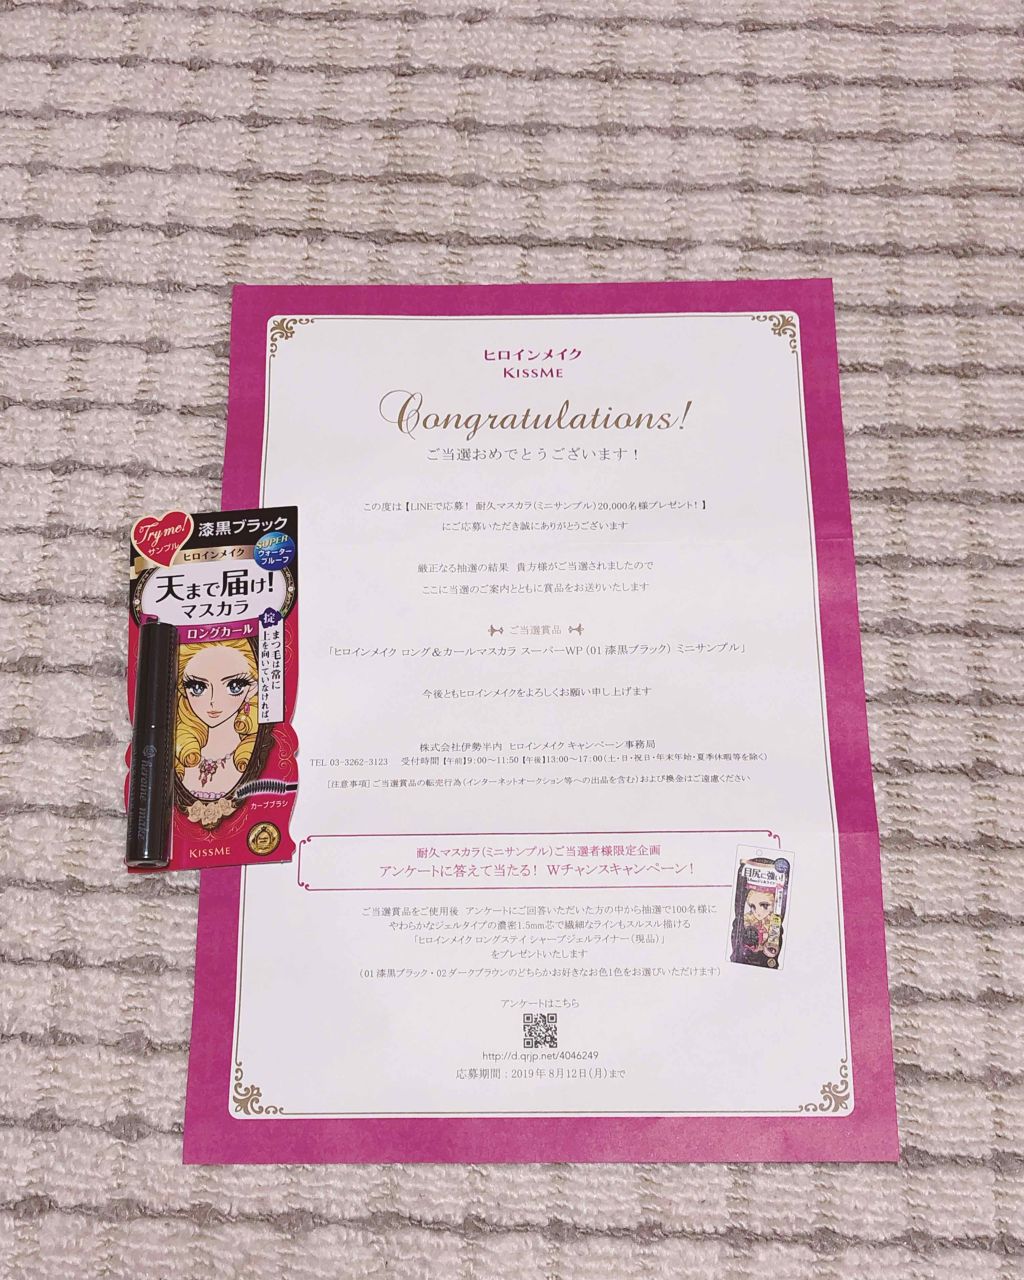 ヒロインメイク
KISSME
Congratulations!
ご当選おめでとうございます！
この度は【LINEで応募！ 耐久マスカラ(ミニサンプル)20,000名様プレゼント！】
にご応募いただき誠にありがとうございます
厳正なる抽選の結果 貴方様がご当選されましたので
ここに当選のご案内とともに賞品をお送りいたします
ご当選賞品
「ヒロインメイク ロング＆カールマスカラ スーパーWP(01 漆黒ブラック) ミニサンプル」
今後ともヒロインメイクをよろしくお願い申し上げます
株式会社伊勢半内 ヒロインメイク キャンペーン事務局
TEL 03-3262-3123 受付時間【午前】9:00〜11:50【午後】13:00〜17:00(土・日・祝日・年末年始・夏季休暇等を除く)
[注意事項]ご当選賞品の転売行為(インターネットオークション等への出品を含む)および換金はご遠慮ください
耐久マスカラ(ミニサンプル)ご当選者様限定企画
アンケートに答えて当たる！ Wチャンスキャンペーン！
ご当選賞品をご使用後 アンケートにご回答いただいた方の中から抽選で100名様に
やわらかなジェルタイプの濃密1.5mm芯で繊細なラインもスルスル描ける
「ヒロインメイク ロングステイ シャープジェルライナー(現品)」
をプレゼントいたします
(01 漆黒ブラック・02 ダークブラウンのどちらかお好きなお色1色をお選びいただけます)
アンケートはこちら
http://d.qrjp.net/4046249
応募期間：2019年8月12日(月)まで
Try me!
サンプル
漆黒ブラック
ヒロインメイク
SUPER
ウォーター
プルーフ
天まで届け!
マスカラ
ロングカール
掟
まつ毛は常に
上を向いていなければ。
カーブブラシ
KISSME
heroine make
目尻に強い!